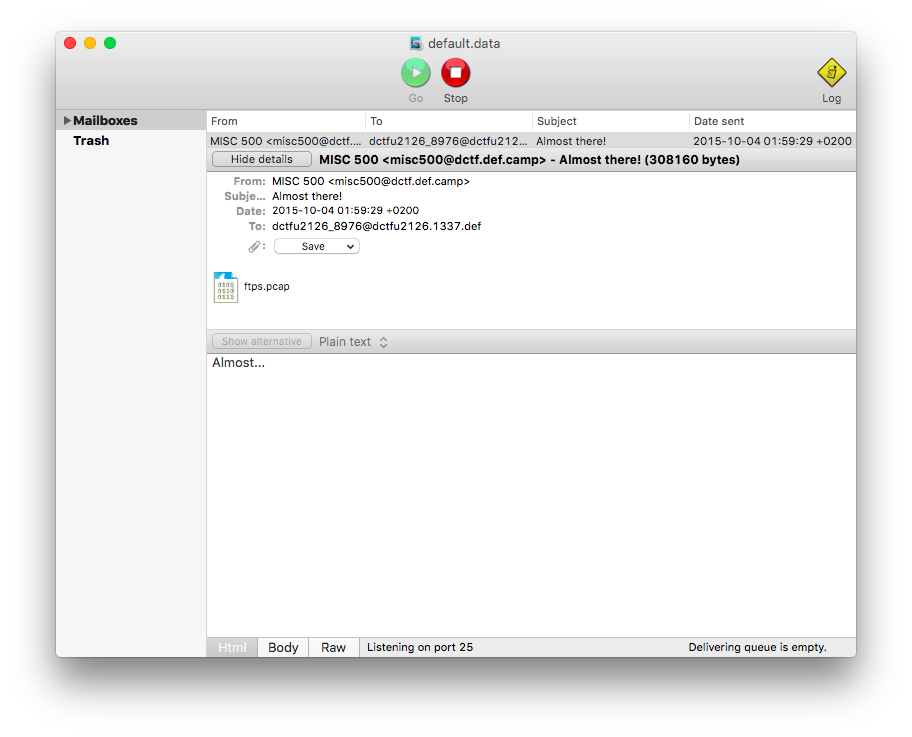 default.data
Go Stop Log
Mailboxes
Trash
From To Subject Date sent
MISC 500 <misc500@dctf.... dctfu2126_8976@dctfu212... Almost there! 2015-10-04 01:59:29 +0200
Hide details MISC 500 <misc500@dctf.def.camp> - Almost there! (308160 bytes)
From: MISC 500 <misc500@dctf.def.camp>
Subje... Almost there!
Date: 2015-10-04 01:59:29 +0200
To: dctfu2126_8976@dctfu2126.1337.def
: Save
0101
0110
0111
ftps.pcap
Show alternative Plain text
Almost...
Html Body Raw Listening on port 25 Delivering queue is empty.